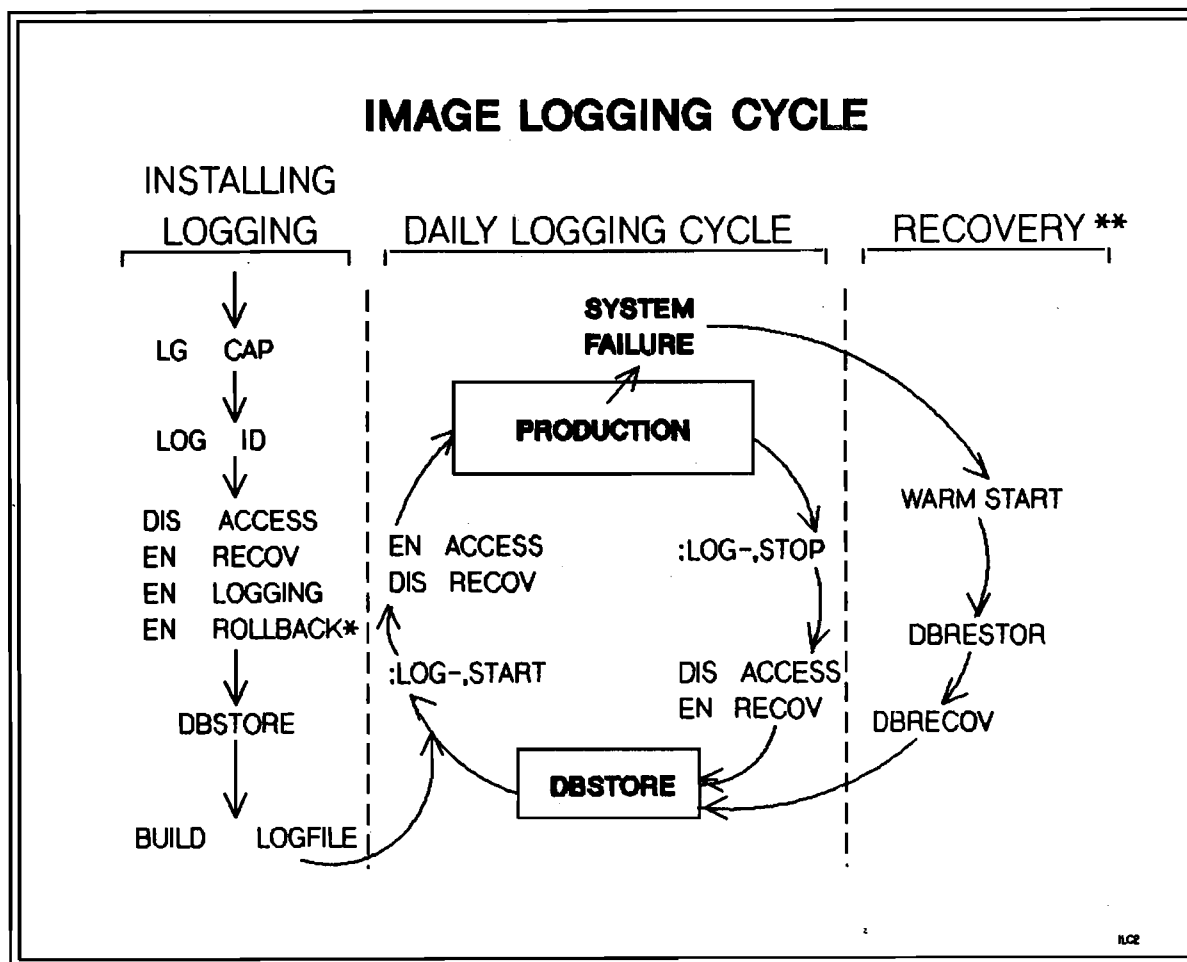 IMAGE LOGGING CYCLE
INSTALLING
LOGGING
LG CAP
LOG ID
DIS ACCESS
EN RECOV
EN LOGGING
EN ROLLBACK*
DBSTORE
BUILD LOGFILE
DAILY LOGGING CYCLE
SYSTEM
FAILURE
PRODUCTION
EN ACCESS
DIS RECOV
:LOG-,START
:LOG-,STOP
DIS ACCESS
EN RECOV
DBSTORE
RECOVERY **
WARM START
DBRESTOR
DBRECOV
ILC2